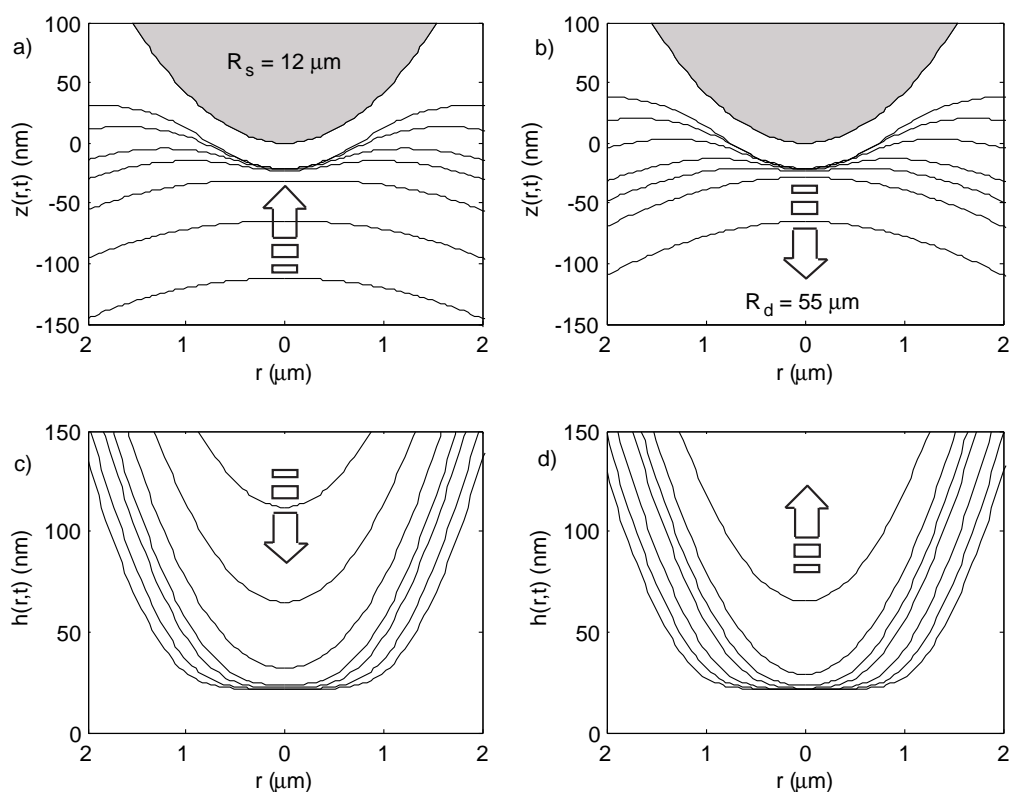 a)
R_s = 12 μm
100
50
0
-50
-100
-150
z(r,t) (nm)
2 1 0 1 2
r (μm)
b)
100
50
0
-50
-100
-150
z(r,t) (nm)
R_d = 55 μm
2 1 0 1 2
r (μm)
c)
150
100
50
0
h(r,t) (nm)
2 1 0 1 2
r (μm)
d)
150
100
50
0
h(r,t) (nm)
2 1 0 1 2
r (μm)